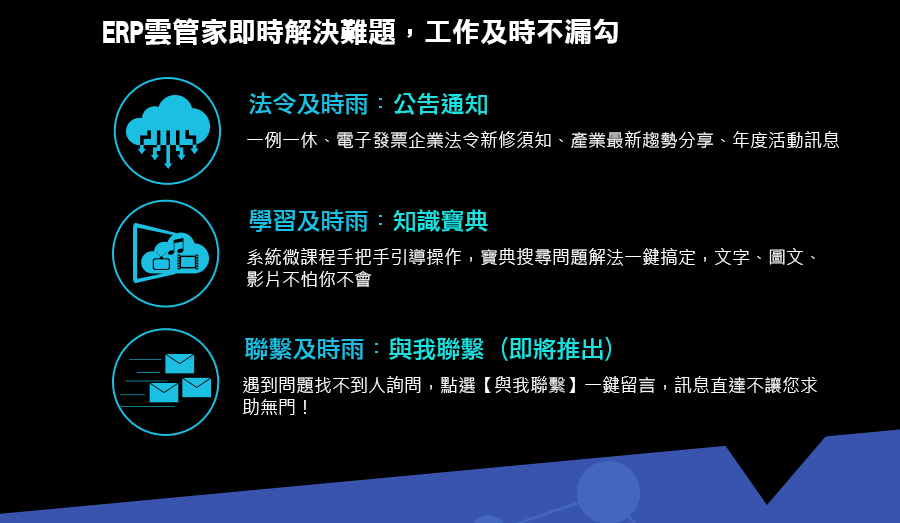 ERP雲管家即時解決難題，工作及時不漏勾
法令及時雨：公告通知
一例一休、電子發票企業法令新修須知、產業最新趨勢分享、年度活動訊息
學習及時雨：知識寶典
系統微課程手把手引導操作，寶典搜尋問題解法一鍵搞定，文字、圖文、
影片不怕你不會
聯繫及時雨：與我聯繫（即將推出）
遇到問題找不到人詢問，點選【與我聯繫】一鍵留言，訊息直達不讓您求
助無門！